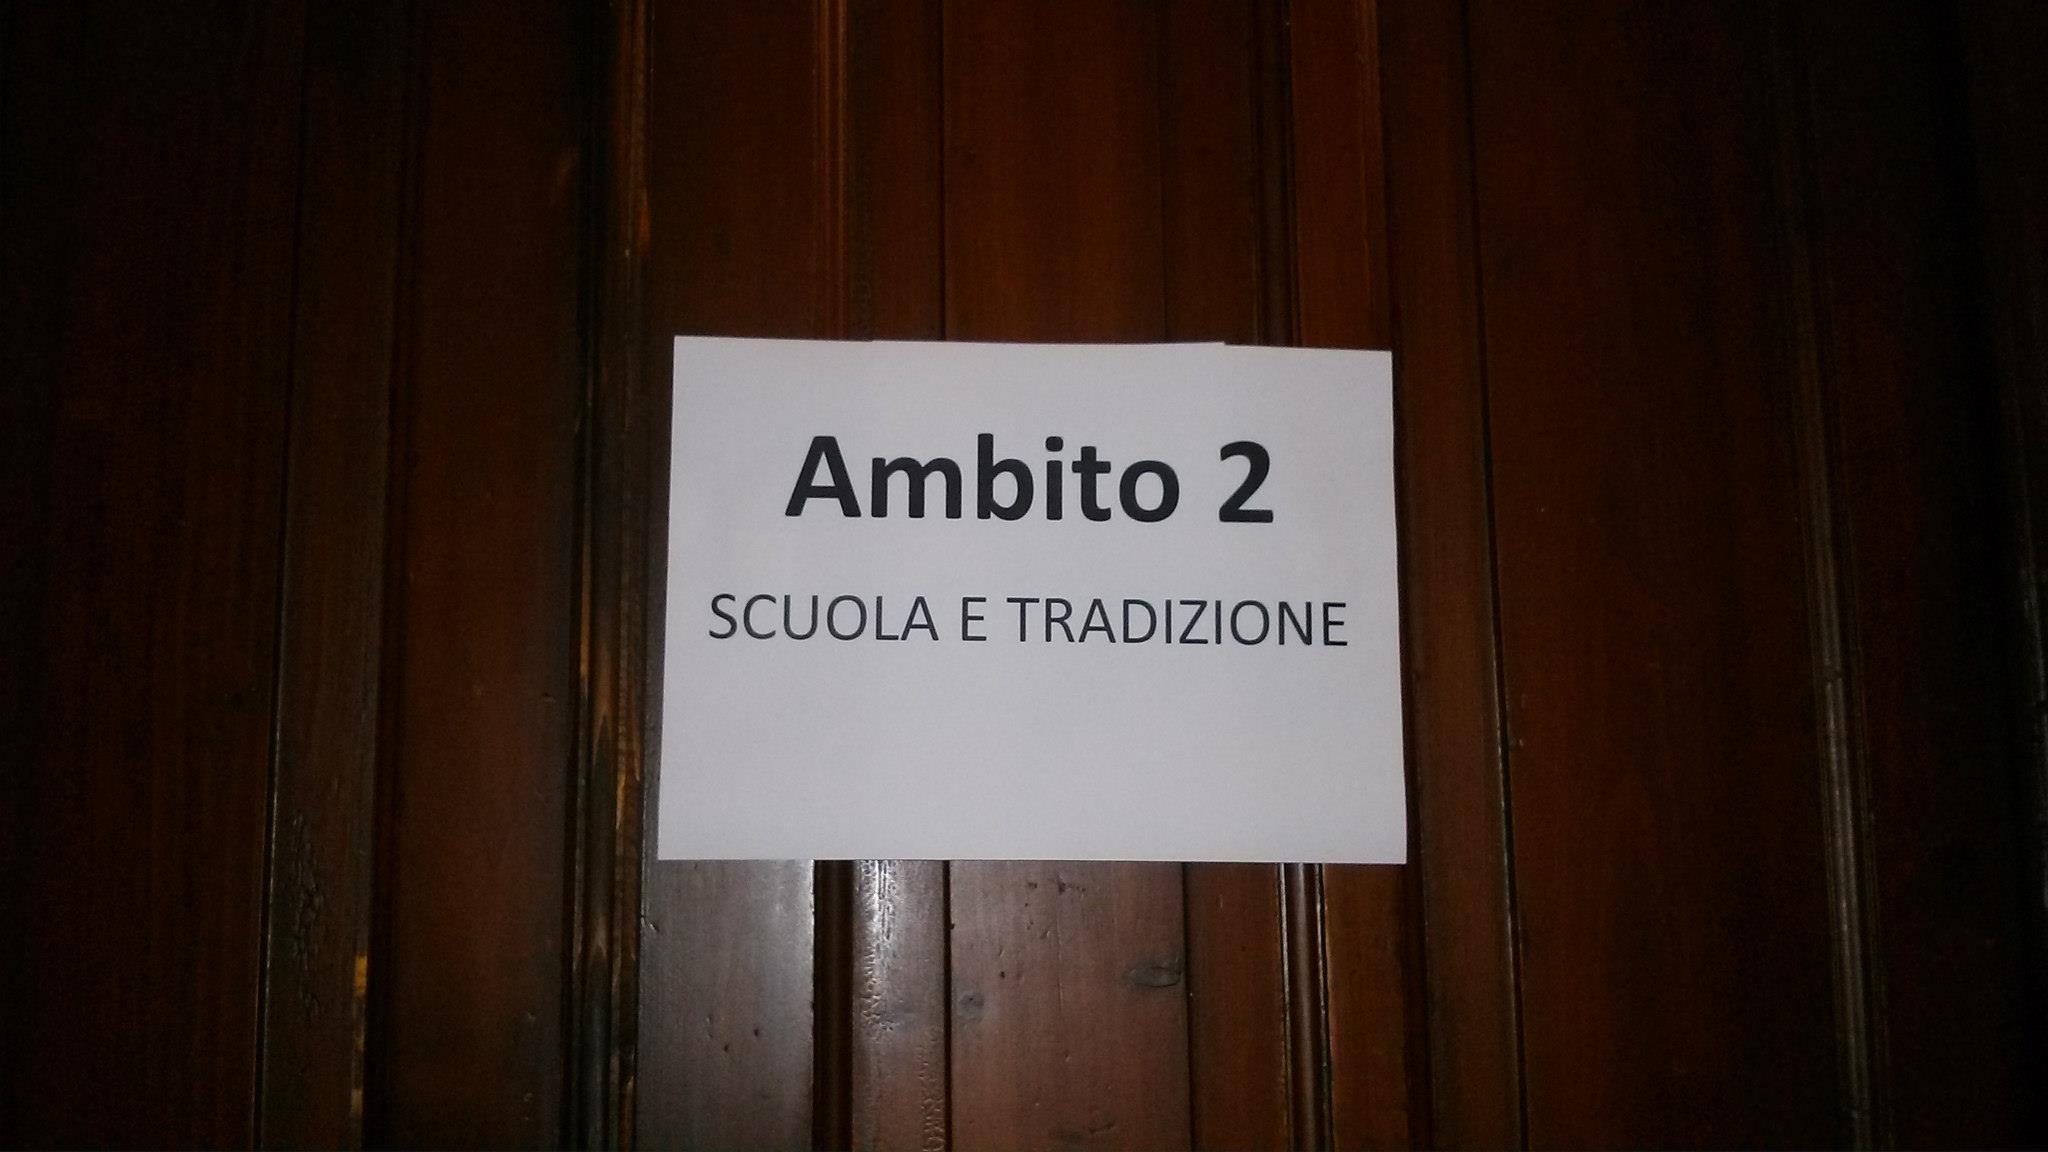 Ambito 2
SCUOLA E TRADIZIONE